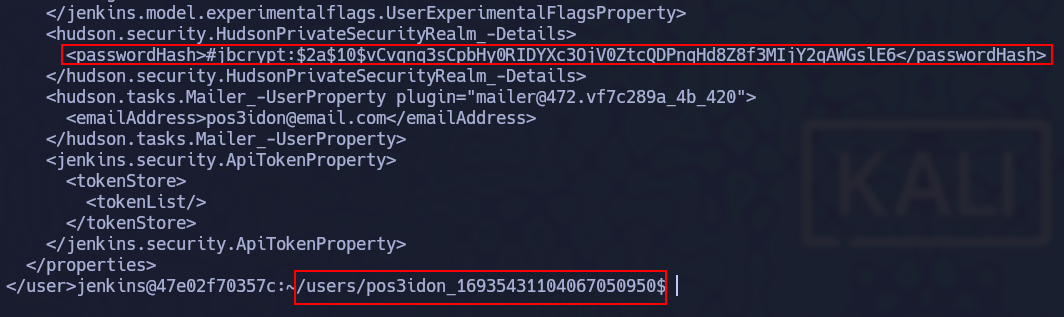 </jenkins.model.experimentalflags.UserExperimentalFlagsProperty>
<hudson.security.HudsonPrivateSecurityRealm_-Details>
<passwordHash>#jbcrypt:$2a$10$vCvqnq3sCpbHy0RIDYXc3OjV0ZtcQDPnqHd8Z8f3MIjY2qAWGslE6</passwordHash>
</hudson.security.HudsonPrivateSecurityRealm_-Details>
<hudson.tasks.Mailer_-UserProperty plugin="mailer@472.vf7c289a_4b_420">
<emailAddress>pos3idon@email.com</emailAddress>
</hudson.tasks.Mailer_-UserProperty>
<jenkins.security.ApiTokenProperty>
<tokenStore>
<tokenList/>
</tokenStore>
</jenkins.security.ApiTokenProperty>
</properties>
</user>jenkins@47e02f70357c:~/users/pos3idon_16935431104067050950$
KALI